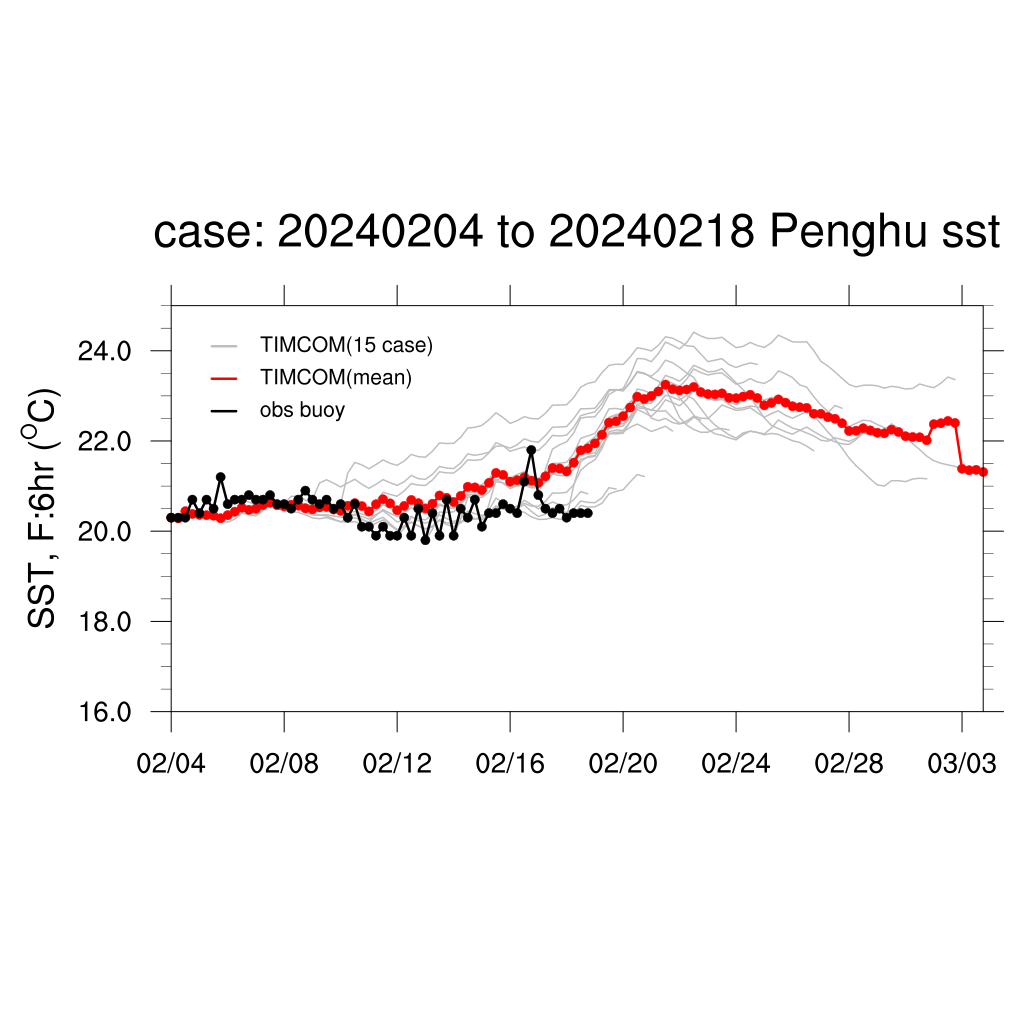 case: 20240204 to 20240218 Penghu sst
SST, F:6hr (°C)
24.0
22.0
20.0
18.0
16.0
TIMCOM(15 case)
TIMCOM(mean)
obs buoy
02/04 02/08 02/12 02/16 02/20 02/24 02/28 03/03